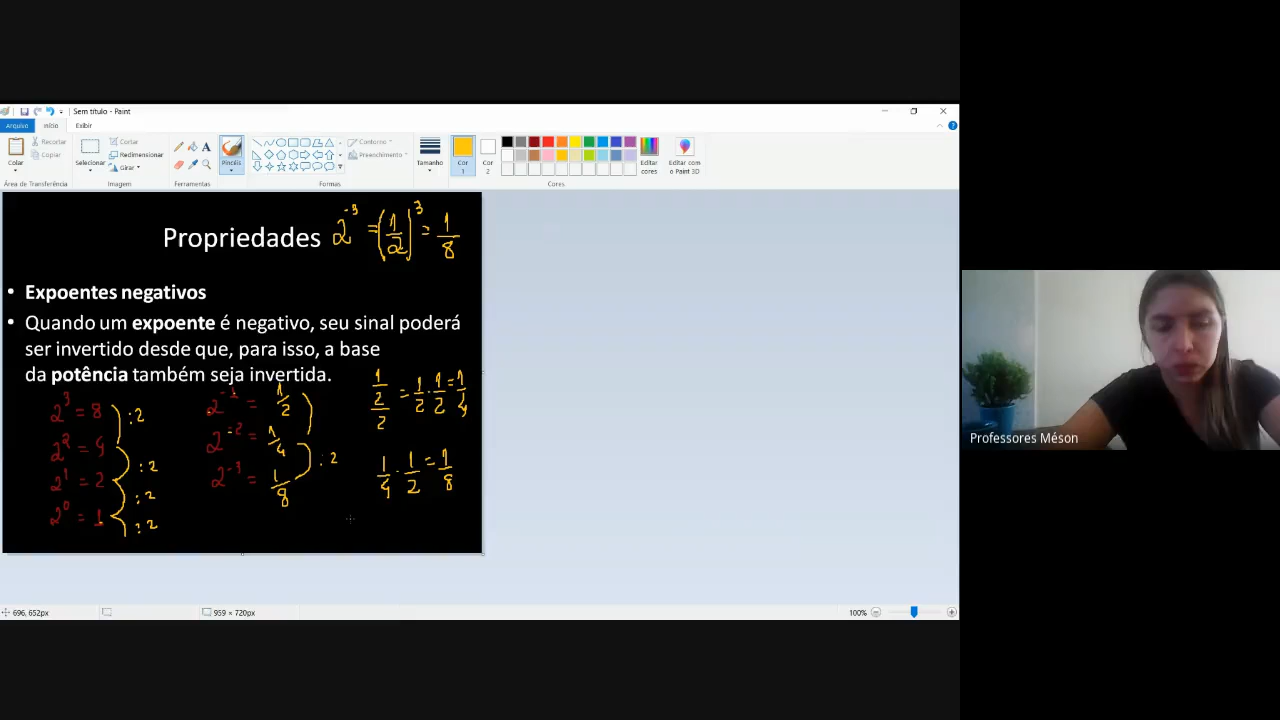 Sem título - Paint
Arquivo Início Exibir
Colar
Recortar
Copiar
Área de Transferência
Selecionar
Cortar
Redimensionar
Girar
Imagem
Ferramentas
Pincéis
Contorno
Preenchimento
Formas
Tamanho
Cor 1
Cor 2
Editar cores
Editar com o Paint 3D
Cores
Propriedades 2⁻³ = (1/2)³ = 1/8
• Expoentes negativos
• Quando um expoente é negativo, seu sinal poderá
ser invertido desde que, para isso, a base
da potência também seja invertida.
2³ = 8 :2
2² = 4 :2
2¹ = 2 :2
2⁰ = 1 :2
2⁻¹ = 1/2
2⁻² = 1/4 :2
2⁻³ = 1/8
1/2/2 = 1/2 · 1/2 = 1/4
1/4 · 1/2 = 1/8
Professores Méson
696, 652px
959 × 720px
100%